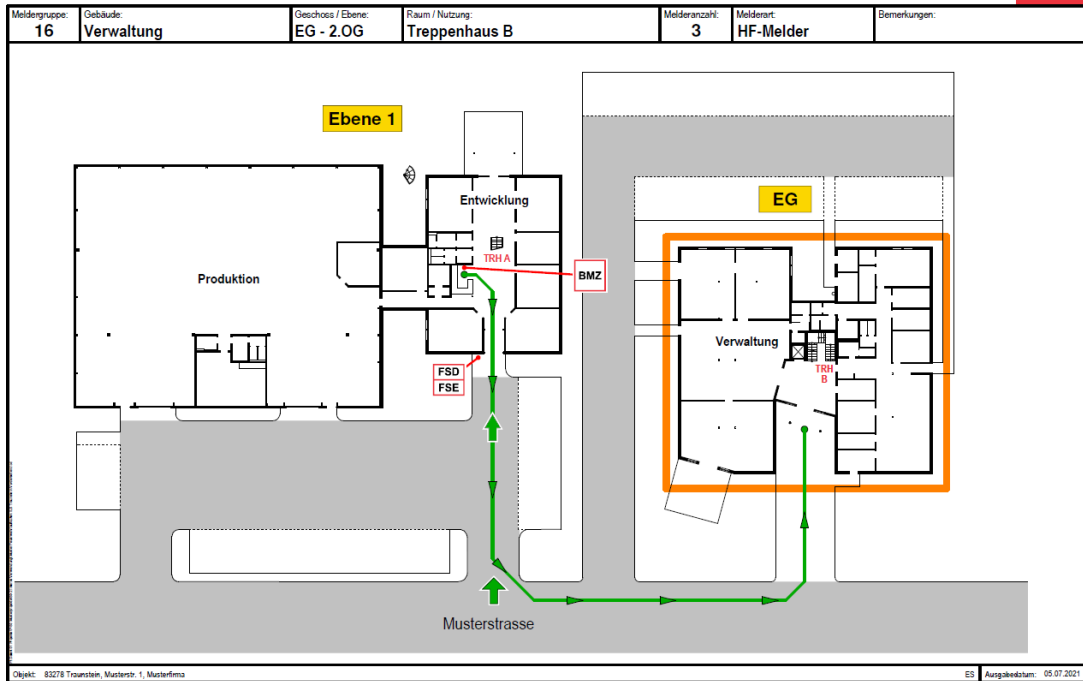 Meldergruppe: Gebäude: Geschoss / Ebene: Raum / Nutzung: Melderanzahl: Melderart: Bemerkungen:
16 Verwaltung EG - 2.OG Treppenhaus B 3 HF-Melder
Ebene 1
Entwicklung
EG
TRH A
BMZ
Produktion
Verwaltung
TRH
B
FSD
FSE
Musterstrasse
Objekt: 83278 Traunstein, Musterstr. 1, Musterfirma ES Ausgabedatum: 05.07.2021